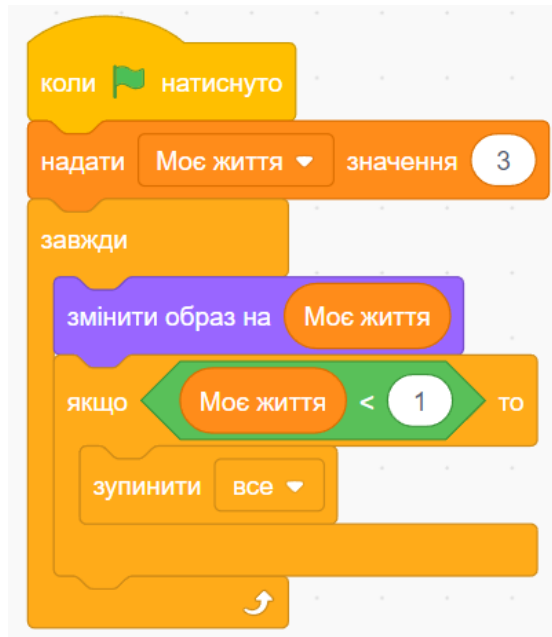 коли натиснуто
надати Моє життя значення 3
завжди
змінити образ на Моє життя
якщо Моє життя < 1 то
зупинити все